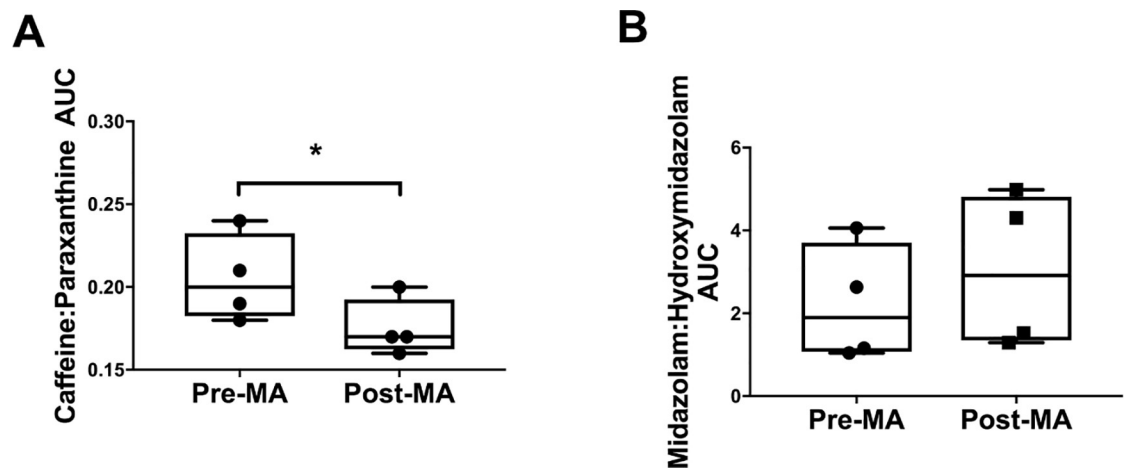 A
Caffeine:Paraxanthine AUC
0.30
0.25
0.20
0.15
*
Pre-MA
Post-MA
B
Midazolam:Hydroxymidazolam
AUC
6
4
2
0
Pre-MA
Post-MA